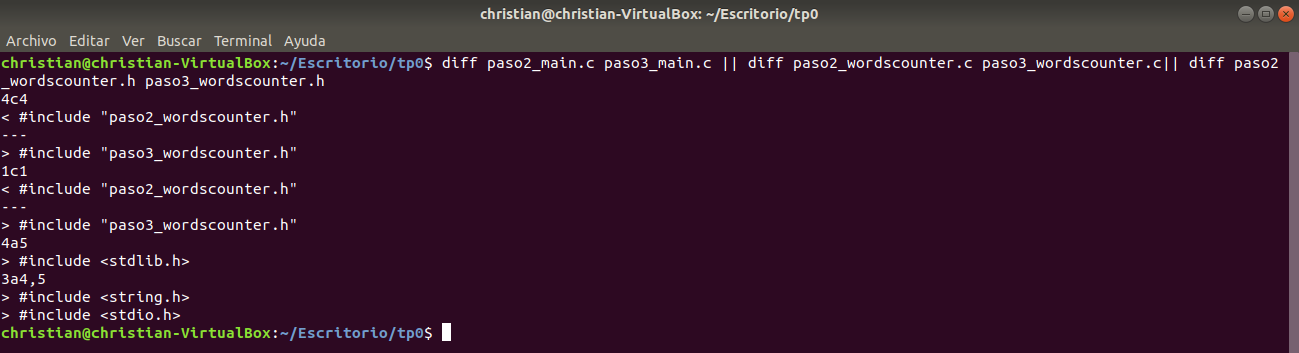 christian@christian-VirtualBox: ~/Escritorio/tp0
Archivo Editar Ver Buscar Terminal Ayuda
christian@christian-VirtualBox:~/Escritorio/tp0$ diff paso2_main.c paso3_main.c || diff paso2_wordscounter.c paso3_wordscounter.c|| diff paso2
_wordscounter.h paso3_wordscounter.h
4c4
< #include "paso2_wordscounter.h"
---
> #include "paso3_wordscounter.h"
1c1
< #include "paso2_wordscounter.h"
---
> #include "paso3_wordscounter.h"
4a5
> #include <stdlib.h>
3a4,5
> #include <string.h>
> #include <stdio.h>
christian@christian-VirtualBox:~/Escritorio/tp0$